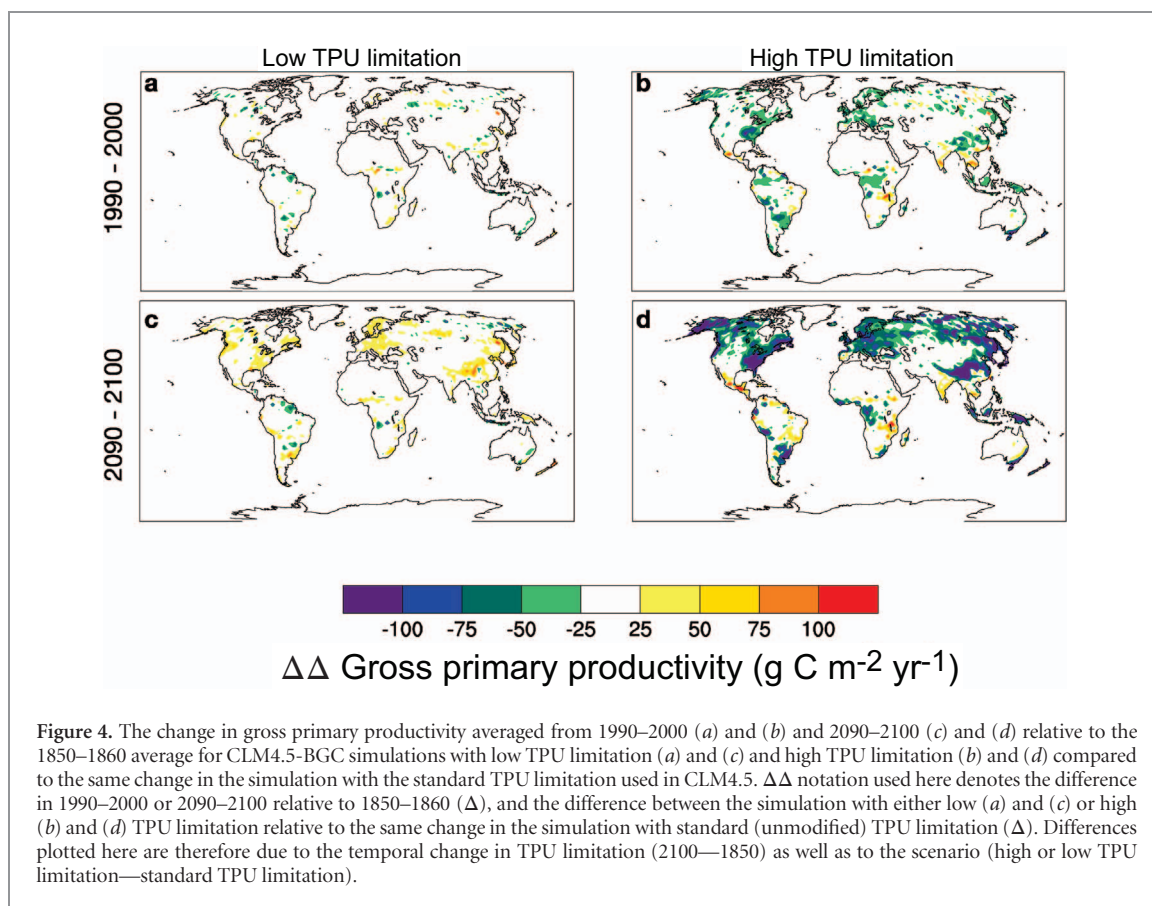 Low TPU limitation
High TPU limitation
a
b
1990 - 2000
c
d
2090 - 2100
-100 -75 -50 -25 25 50 75 100
ΔΔ Gross primary productivity (g C m-2 yr-1)
Figure 4. The change in gross primary productivity averaged from 1990–2000 (a) and (b) and 2090–2100 (c) and (d) relative to the
1850–1860 average for CLM4.5-BGC simulations with low TPU limitation (a) and (c) and high TPU limitation (b) and (d) compared
to the same change in the simulation with the standard TPU limitation used in CLM4.5. ΔΔ notation used here denotes the difference
in 1990–2000 or 2090–2100 relative to 1850–1860 (Δ), and the difference between the simulation with either low (a) and (c) or high
(b) and (d) TPU limitation relative to the same change in the simulation with standard (unmodified) TPU limitation (Δ). Differences
plotted here are therefore due to the temporal change in TPU limitation (2100—1850) as well as to the scenario (high or low TPU
limitation—standard TPU limitation).